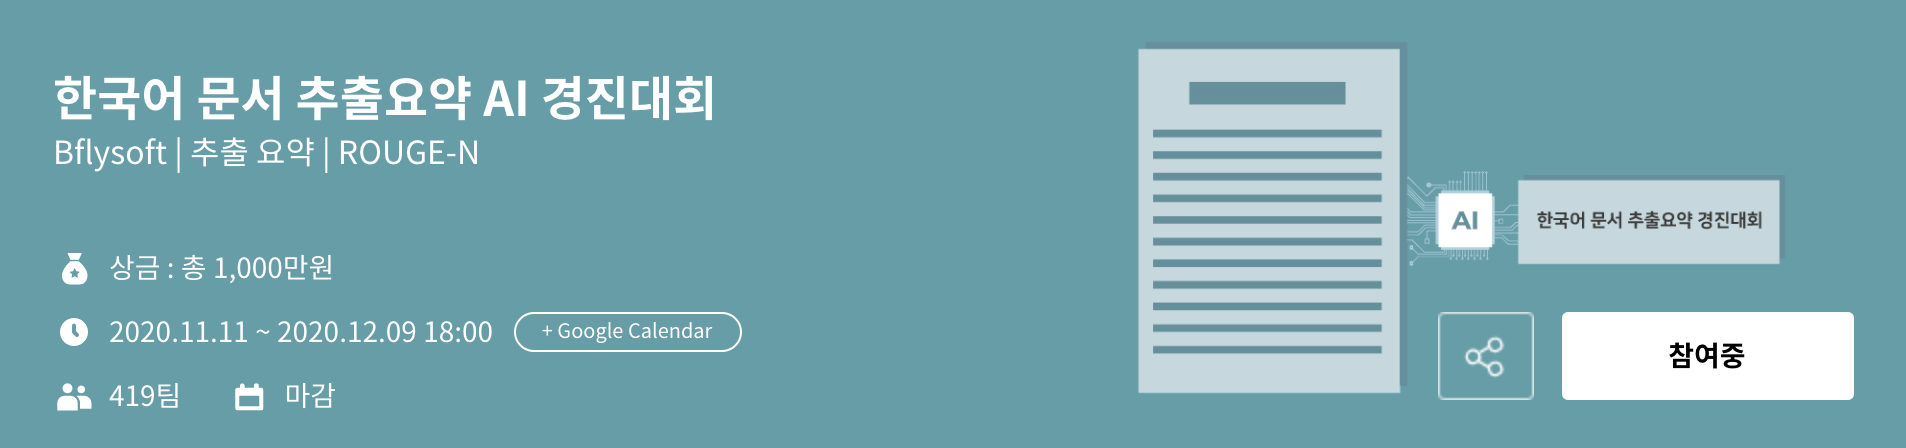 한국어 문서 추출요약 AI 경진대회
Bflysoft | 추출 요약 | ROUGE-N
상금 : 총 1,000만원
2020.11.11 ~ 2020.12.09 18:00
+ Google Calendar
419팀
마감
AI
한국어 문서 추출요약 경진대회
참여중